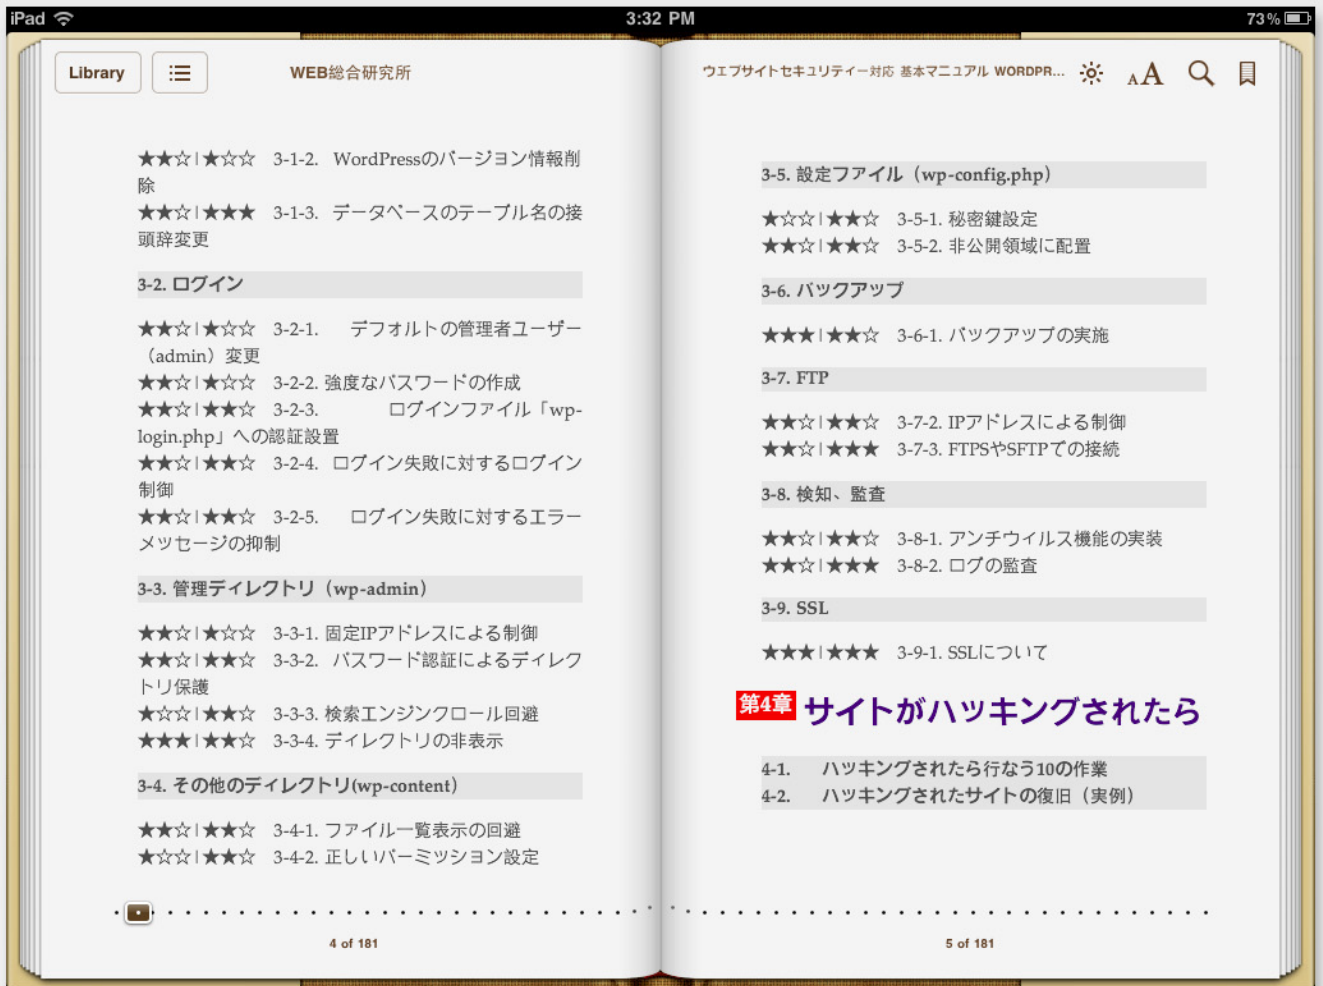 iPad 3:32 PM 73%
Library
WEB総合研究所
ウェブサイトセキュリティー対応 基本マニュアル WORDPR...
AA
★★☆|★☆☆ 3-1-2. WordPressのバージョン情報削
除
★★☆|★★★ 3-1-3. データベースのテーブル名の接
頭辞変更
3-2. ログイン
★★☆|★☆☆ 3-2-1. デフォルトの管理者ユーザー
（admin）変更
★★☆|★☆☆ 3-2-2. 強度なパスワードの作成
★★☆|★★☆ 3-2-3. ログインファイル「wp-
login.php」への認証設置
★★☆|★★☆ 3-2-4. ログイン失敗に対するログイン
制御
★★☆|★★☆ 3-2-5. ログイン失敗に対するエラー
メッセージの抑制
3-3. 管理ディレクトリ（wp-admin）
★★☆|★☆☆ 3-3-1. 固定IPアドレスによる制御
★★☆|★★☆ 3-3-2. パスワード認証によるディレク
トリ保護
★☆☆|★★☆ 3-3-3. 検索エンジンクロール回避
★★★|★★☆ 3-3-4. ディレクトリの非表示
3-4. その他のディレクトリ(wp-content）
★★☆|★★☆ 3-4-1. ファイル一覧表示の回避
★☆☆|★★☆ 3-4-2. 正しいパーミッション設定
4 of 181
3-5. 設定ファイル（wp-config.php）
★☆☆|★★☆ 3-5-1. 秘密鍵設定
★★☆|★★☆ 3-5-2. 非公開領域に配置
3-6. バックアップ
★★★|★★☆ 3-6-1. バックアップの実施
3-7. FTP
★★☆|★★☆ 3-7-2. IPアドレスによる制御
★★☆|★★★ 3-7-3. FTPSやSFTPでの接続
3-8. 検知、監査
★★☆|★★☆ 3-8-1. アンチウィルス機能の実装
★★☆|★★★ 3-8-2. ログの監査
3-9. SSL
★★★|★★★ 3-9-1. SSLについて
第4章 サイトがハッキングされたら
4-1. ハッキングされたら行なう10の作業
4-2. ハッキングされたサイトの復旧（実例）
5 of 181